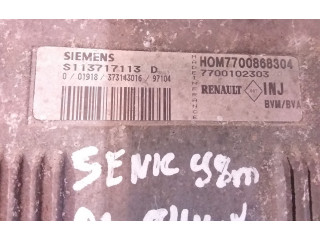 SIEMENS
S113717113 D
0 / 01918 / 373143016 / 97104
HOM7700868304
7700102303
RENAULT INJ
BVM/BVA
SENIC 98m